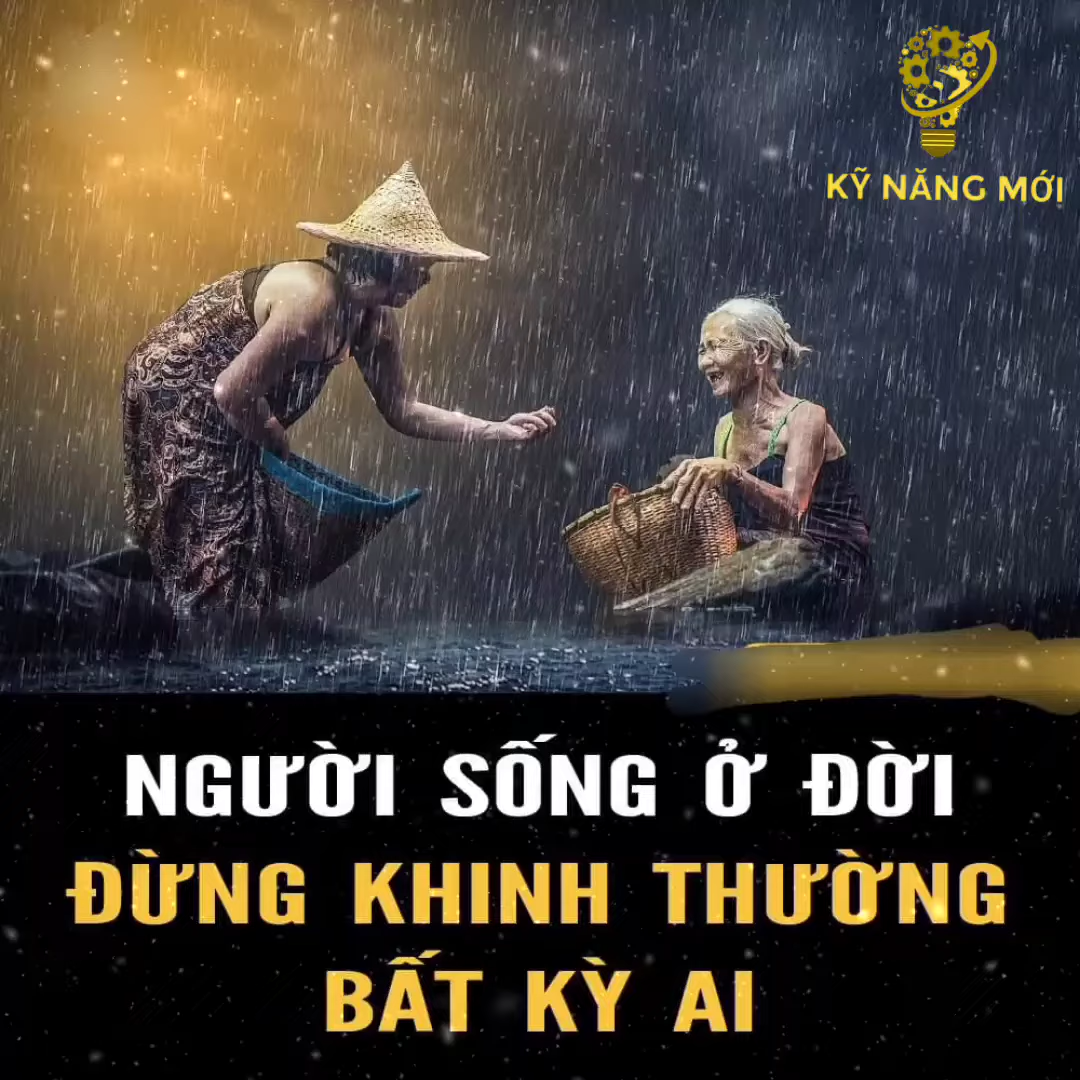 KỸ NĂNG MỚI
NGƯỜI SỐNG Ở ĐỜI
ĐỪNG KHINH THƯỜNG
BẤT KỲ AI